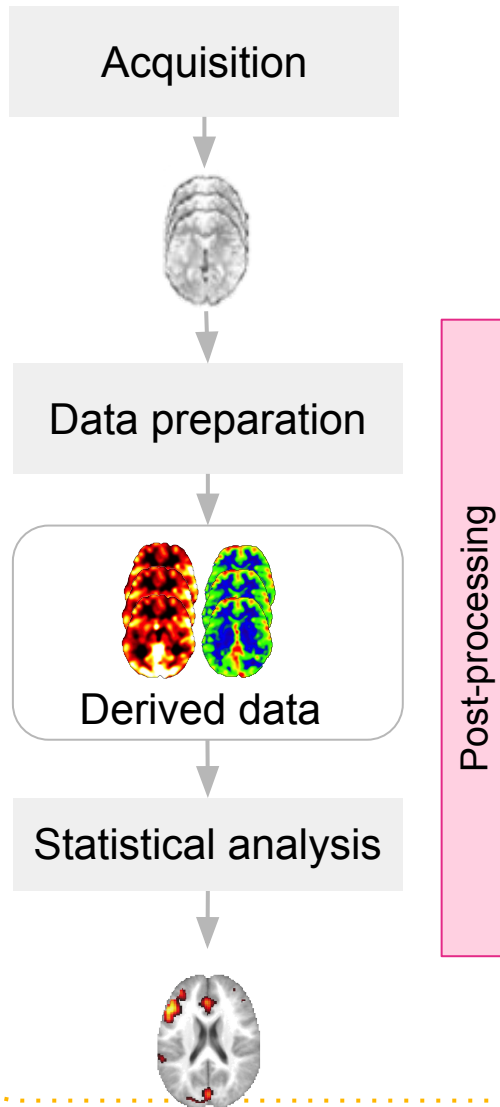 Acquisition
Data preparation
Derived data
Statistical analysis
Post-processing